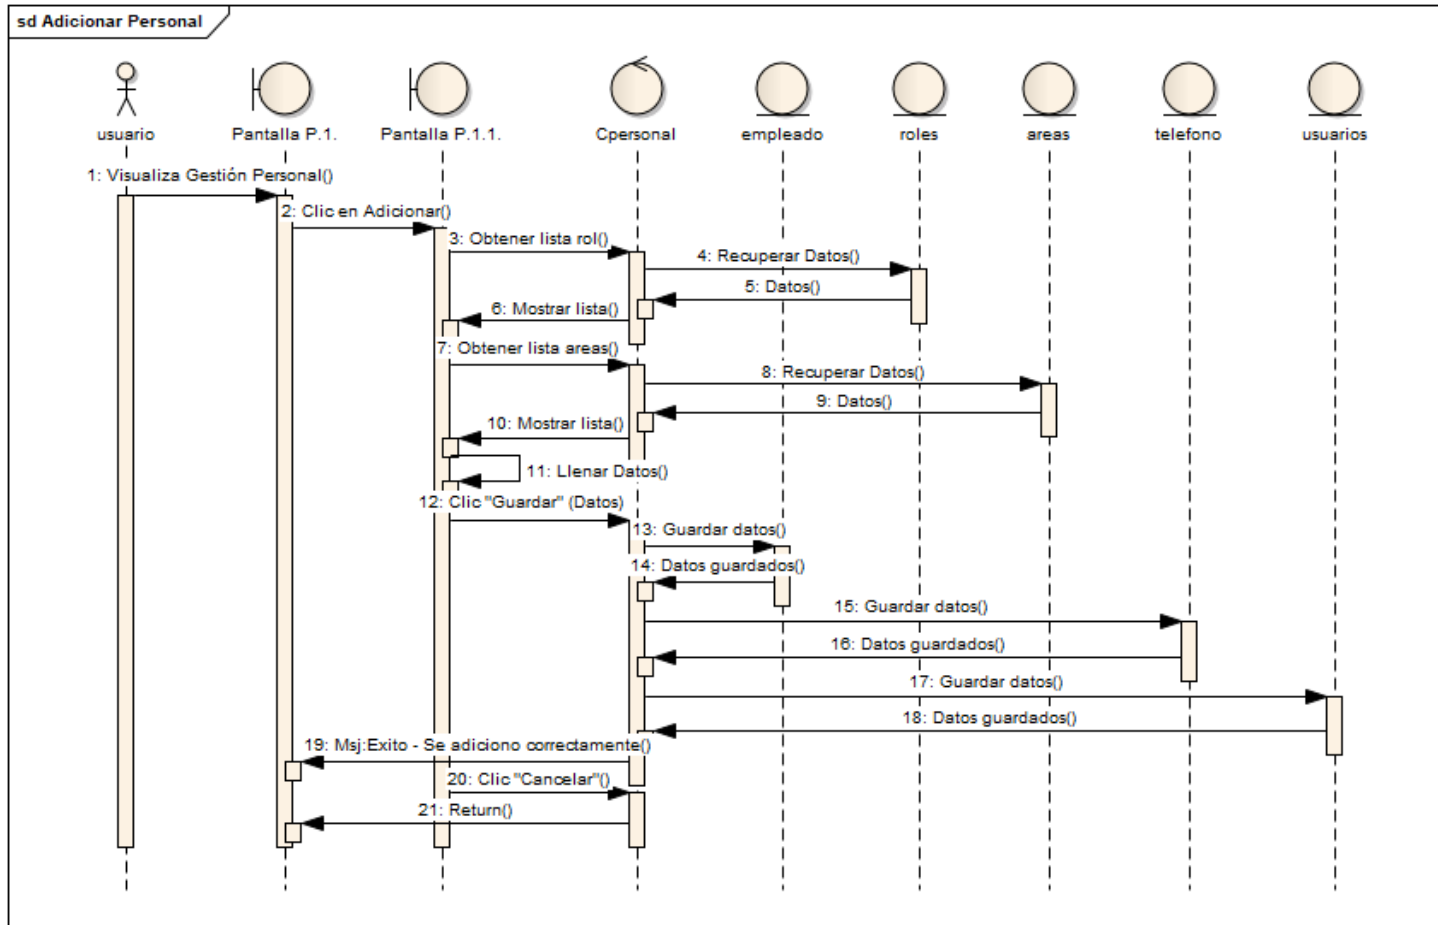 sd Adicionar Personal
usuario
Pantalla P.1.
Pantalla P.1.1.
Cpersonal
empleado
roles
areas
telefono
usuarios
1: Visualiza Gestión Personal()
2: Clic en Adicionar()
3: Obtener lista rol()
4: Recuperar Datos()
5: Datos()
6: Mostrar lista()
7: Obtener lista areas()
8: Recuperar Datos()
9: Datos()
10: Mostrar lista()
11: Llenar Datos()
12: Clic "Guardar" (Datos)
13: Guardar datos()
14: Datos guardados()
15: Guardar datos()
16: Datos guardados()
17: Guardar datos()
18: Datos guardados()
19: Msj:Exito - Se adiciono correctamente()
20: Clic "Cancelar"()
21: Return()